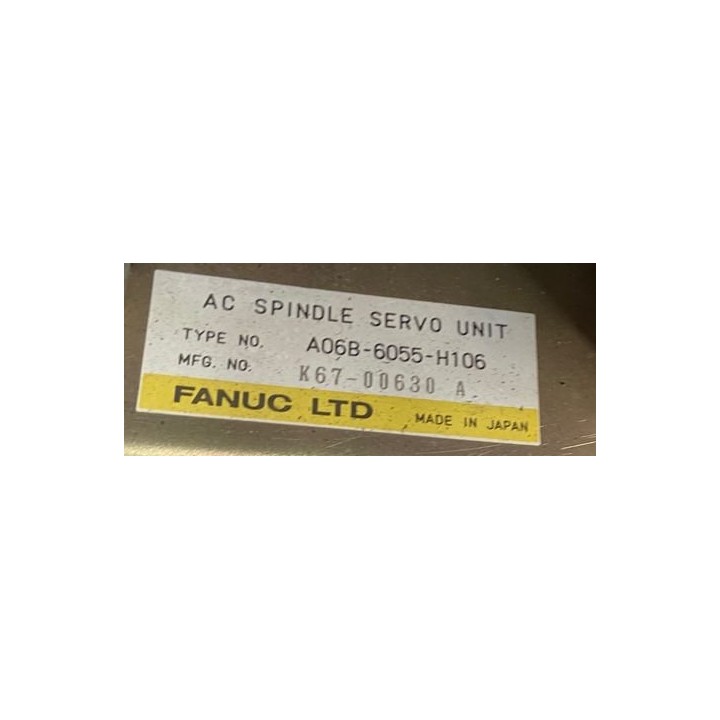 AC SPINDLE SERVO UNIT
TYPE NO. A06B-6055-H106
MFG. NO. K67-00630 A
FANUC LTD MADE IN JAPAN